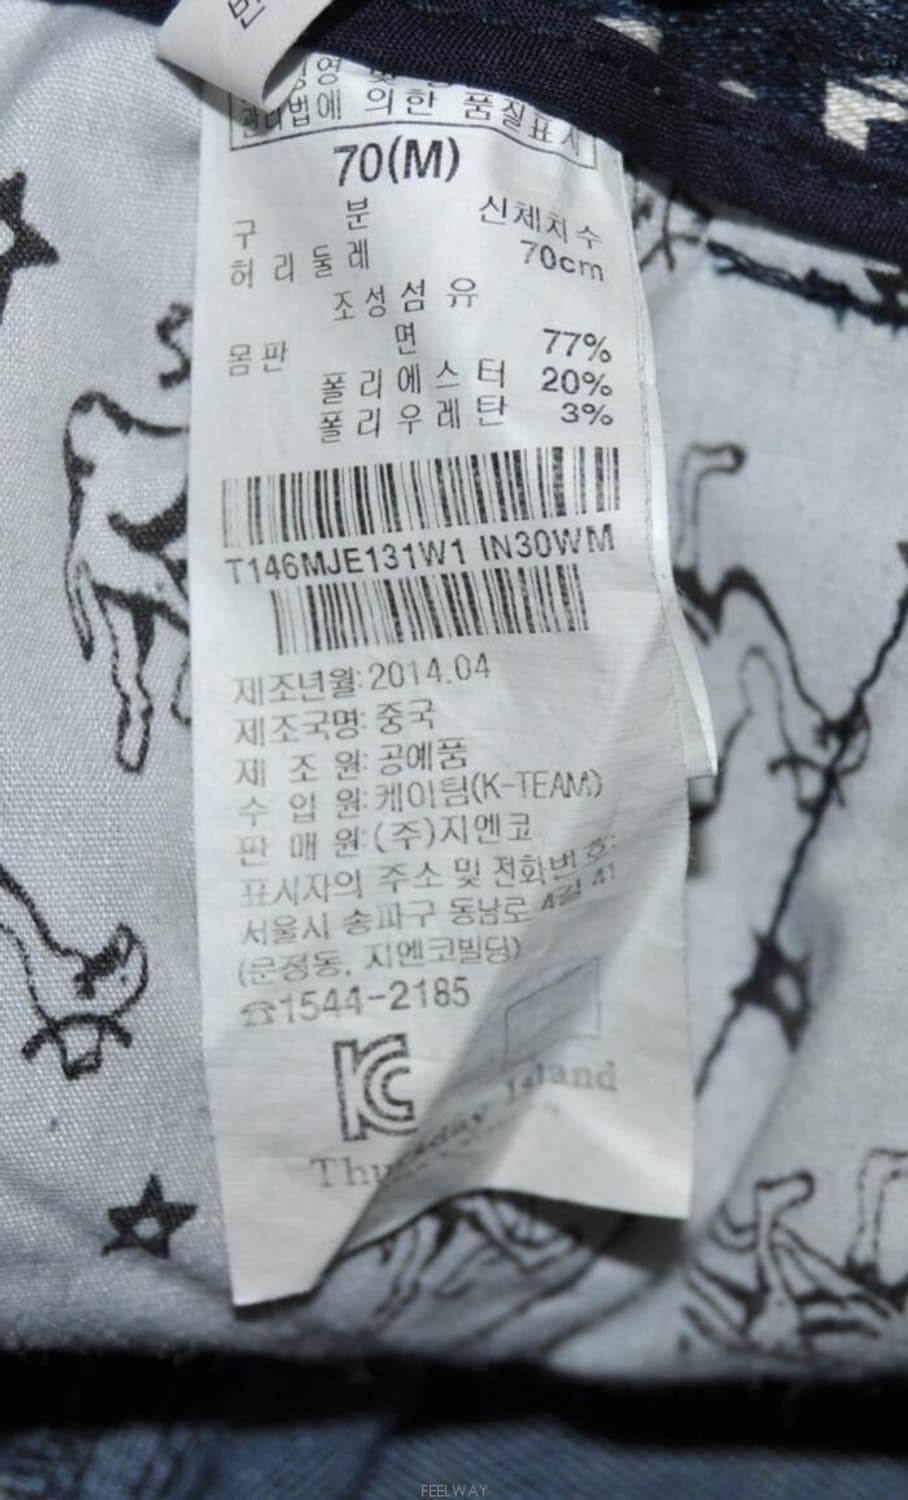 관리법에 의한 품질표시
70(M)
구 분 신체치수
허리둘레 70cm
조성섬유
몸판 면 77%
폴리에스터 20%
폴리우레탄 3%
T146MJE131W1 IN30WM
제조년월: 2014.04
제조국명: 중국
제 조 원: 공예품
수 입 원: 케이팀(K-TEAM)
판 매 원: (주)지엔코
표시자의 주소 및 전화번호:
서울시 송파구 동남로 4길 41
(문정동, 지엔코빌딩)
☎1544-2185
KC
Thursday Island
FEELWAY